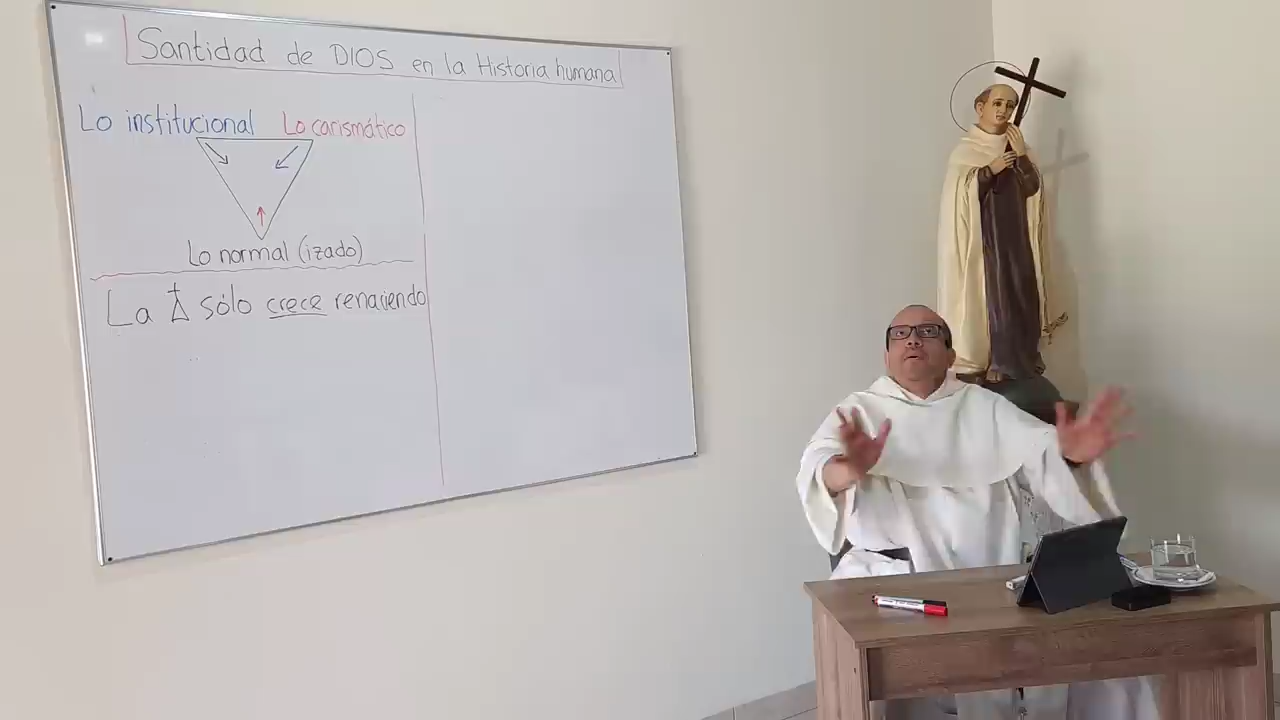 Santidad de DIOS en la Historia humana
Lo institucional
Lo carismático
Lo normal (izado)
La sólo crece renaciendo